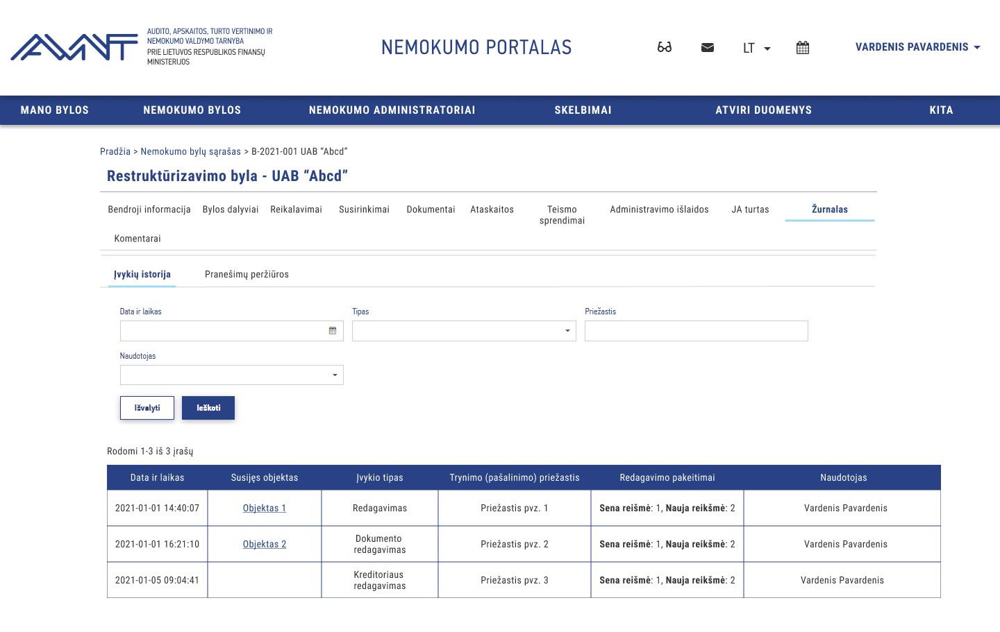 AVNT
AUDITO, APSKAITOS, TURTO VERTINIMO IR
NEMOKUMO VALDYMO TARNYBA
PRIE LIETUVOS RESPUBLIKOS FINANSŲ
MINISTERIJOS
NEMOKUMO PORTALAS
LT
VARDENIS PAVARDENIS
MANO BYLOS NEMOKUMO BYLOS NEMOKUMO ADMINISTRATORIAI SKELBIMAI ATVIRI DUOMENYS KITA
Pradžia > Nemokumo bylų sąrašas > B-2021-001 UAB “Abcd”
Restruktūrizavimo byla - UAB “Abcd”
Bendroji informacija Bylos dalyviai Reikalavimai Susirinkimai Dokumentai Ataskaitos Teismo sprendimai Administravimo išlaidos JA turtas Žurnalas
Komentarai
Įvykių istorija Pranešimų peržiūros
Data ir laikas Tipas Priežastis
Naudotojas
Išvalyti Ieškoti
Rodomi 1-3 iš 3 įrašų
Data ir laikas Susijęs objektas Įvykio tipas Trynimo (pašalinimo) priežastis Redagavimo pakeitimai Naudotojas
2021-01-01 14:40:07 Objektas 1 Redagavimas Priežastis pvz. 1 Sena reišmė: 1, Nauja reikšmė: 2 Vardenis Pavardenis
2021-01-01 16:21:10 Objektas 2 Dokumento redagavimas Priežastis pvz. 2 Sena reišmė: 1, Nauja reikšmė: 2 Vardenis Pavardenis
2021-01-05 09:04:41 Kreditoriaus redagavimas Priežastis pvz. 3 Sena reišmė: 1, Nauja reikšmė: 2 Vardenis Pavardenis